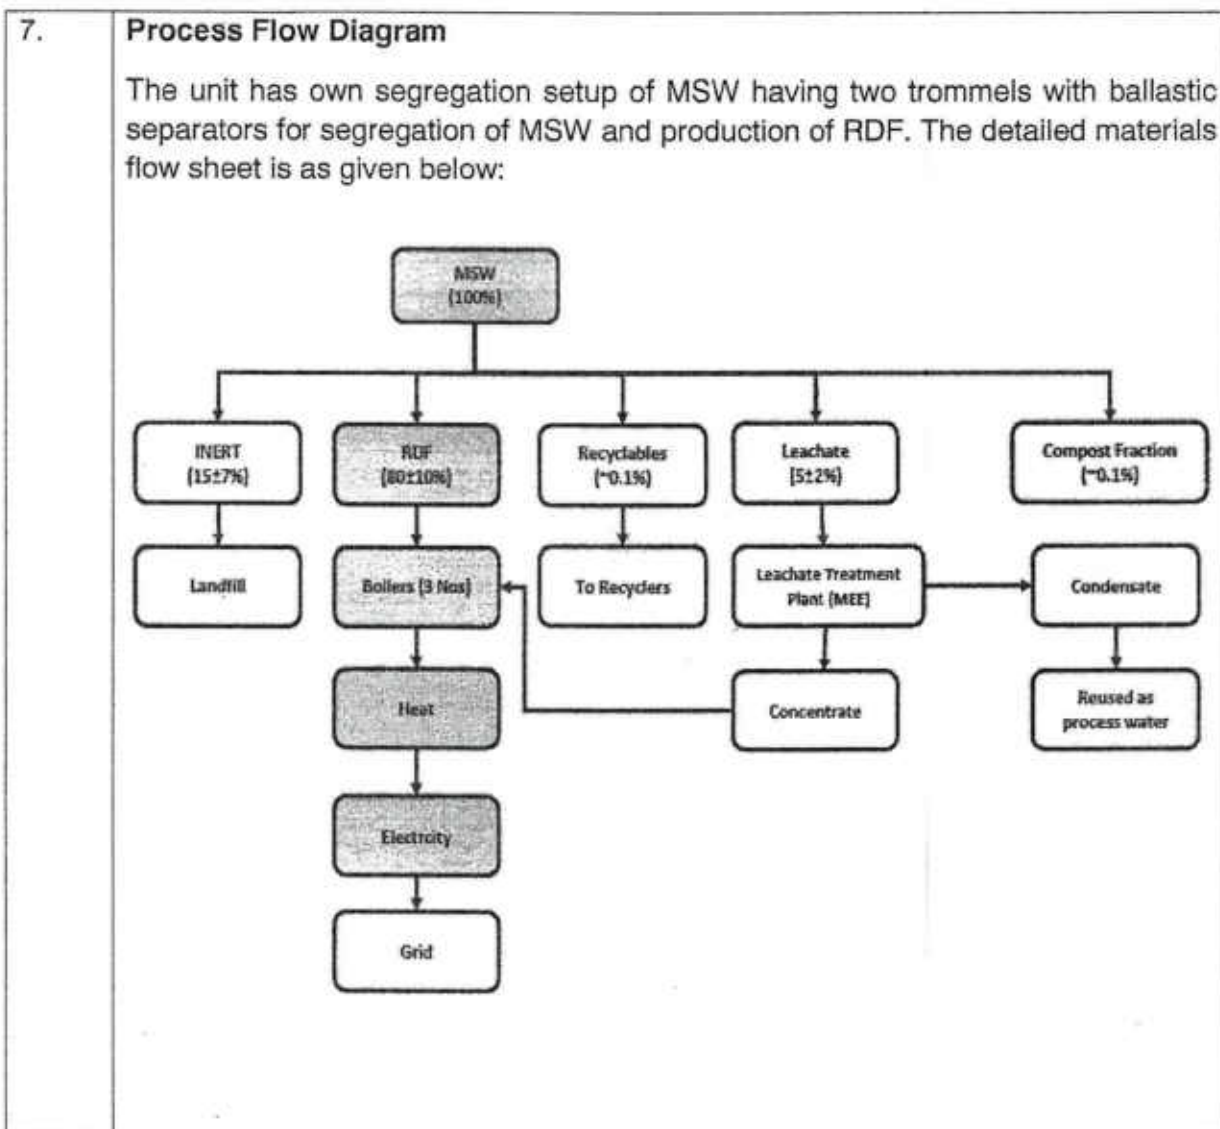 7.
Process Flow Diagram
The unit has own segregation setup of MSW having two trommels with ballastic
separators for segregation of MSW and production of RDF. The detailed materials
flow sheet is as given below:
MSW
(100%)
INERT
(15±7%)
RDF
(80±10%)
Recyclables
(~0.1%)
Leachate
(5±2%)
Compost Fraction
(~0.1%)
Landfill
Boilers (3 Nos)
To Recyclers
Leachate Treatment
Plant (MEE)
Condensate
Heat
Concentrate
Reused as
process water
Electrcity
Grid